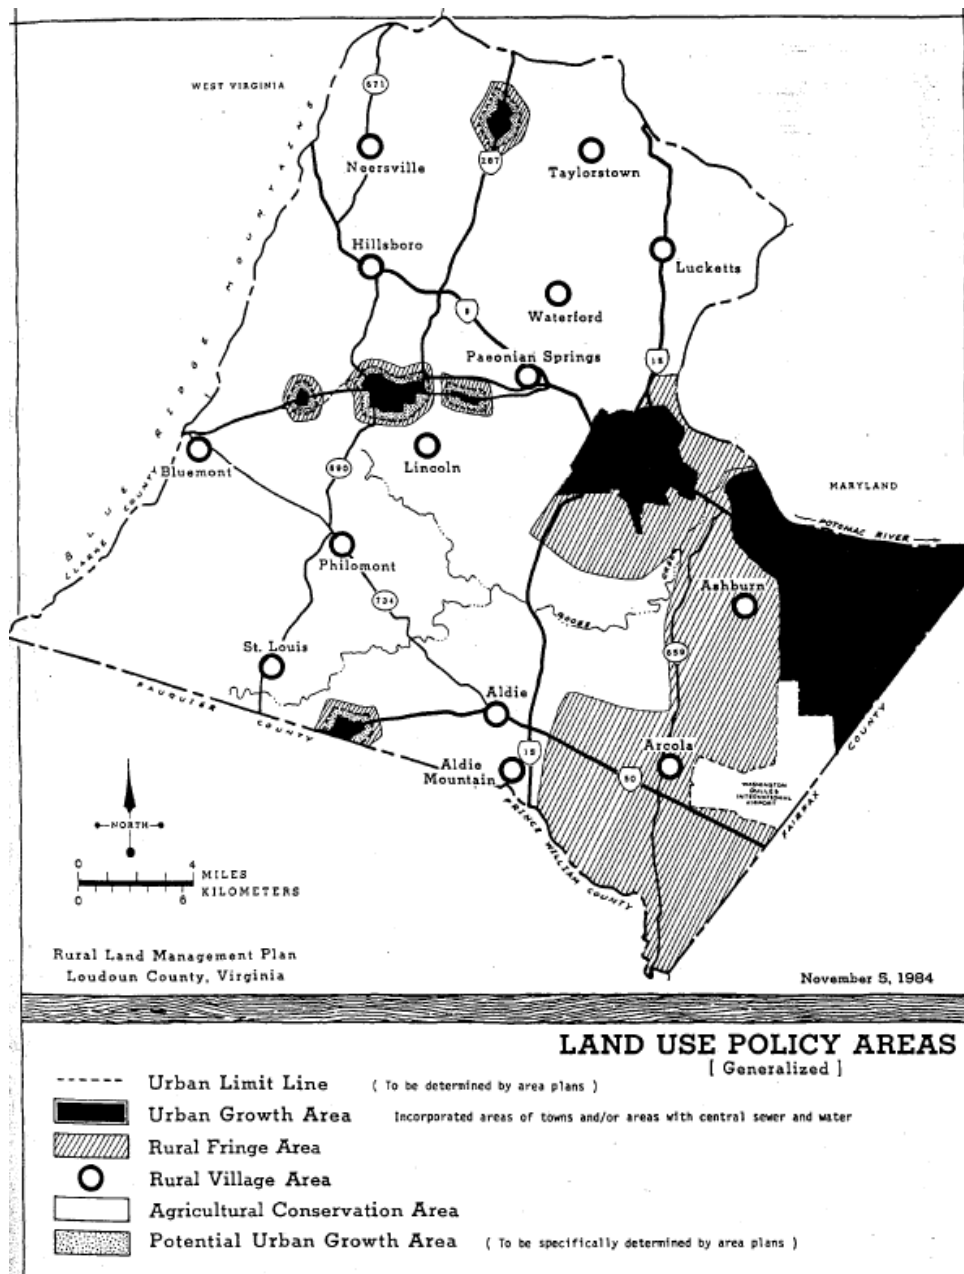 WEST VIRGINIA
671
287
Neersville
Taylorstown
BLUE RIDGE MOUNTAINS
Hillsboro
Lucketts
9
Waterford
15
Paeonian Springs
CLARKE COUNTY
Bluemont
690
Lincoln
MARYLAND
POTOMAC RIVER
Philomont
GOOSE
CREEK
Ashburn
734
659
St. Louis
FAUQUIER COUNTY
Aldie
Aldie
Mountain
15
Arcola
50
WASHINGTON
DULLES
INTERNATIONAL
AIRPORT
FAIRFAX COUNTY
PRINCE WILLIAM COUNTY
NORTH
0 4
MILES
KILOMETERS
0 6
Rural Land Management Plan
Loudoun County, Virginia
November 5, 1984
LAND USE POLICY AREAS
[ Generalized ]
Urban Limit Line ( To be determined by area plans )
Urban Growth Area Incorporated areas of towns and/or areas with central sewer and water
Rural Fringe Area
Rural Village Area
Agricultural Conservation Area
Potential Urban Growth Area ( To be specifically determined by area plans )